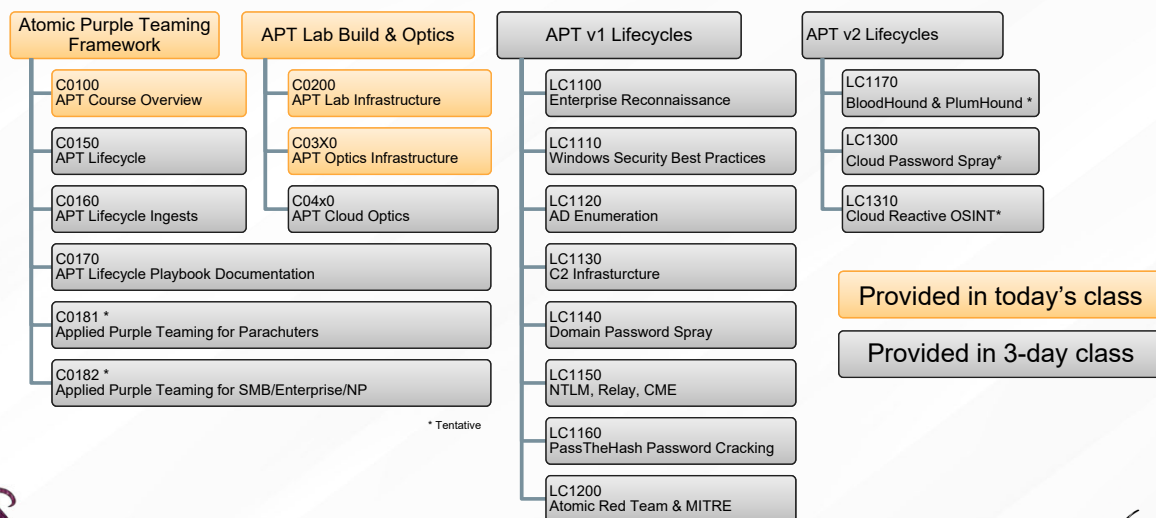 Atomic Purple Teaming
Framework
C0100
APT Course Overview
C0150
APT Lifecycle
C0160
APT Lifecycle Ingests
C0170
APT Lifecycle Playbook Documentation
C0181 *
Applied Purple Teaming for Parachuters
C0182 *
Applied Purple Teaming for SMB/Enterprise/NP
* Tentative
APT Lab Build & Optics
C0200
APT Lab Infrastructure
C03X0
APT Optics Infrastructure
C04x0
APT Cloud Optics
APT v1 Lifecycles
LC1100
Enterprise Reconnaissance
LC1110
Windows Security Best Practices
LC1120
AD Enumeration
LC1130
C2 Infrasturcture
LC1140
Domain Password Spray
LC1150
NTLM, Relay, CME
LC1160
PassTheHash Password Cracking
LC1200
Atomic Red Team & MITRE
APT v2 Lifecycles
LC1170
BloodHound & PlumHound *
LC1300
Cloud Password Spray*
LC1310
Cloud Reactive OSINT*
Provided in today's class
Provided in 3-day class